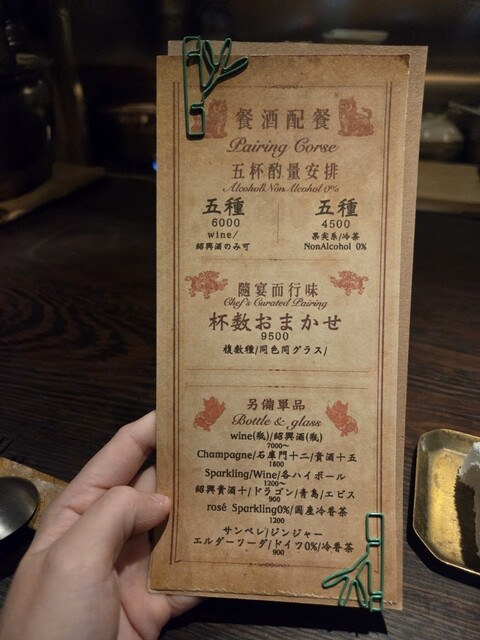 餐酒配餐
Pairing Corse
五杯酌量安排
Alcohol&NonAlcohol 0%
五種
6000
wine/
紹興酒のみ可
五種
4500
果実系/冷茶
NonAlcohol 0%
隨宴而行味
Chef's Curated Pairing
杯数おまかせ
9500
複数種/同色同グラス/
另備單品
Bottle & glass
wine(瓶)/紹興酒(瓶)
7000~
Champagne/石庫門十二/貴酒十五
1800
Sparkling/Wine/各ハイボール
1200~
紹興貴酒十/ドラゴン/青島/エビス
900
rosé Sparkling0%/国産冷香茶
1200
サンペレ/ジンジャー
エルダーソーダ/ドイツ0%/冷香茶
900